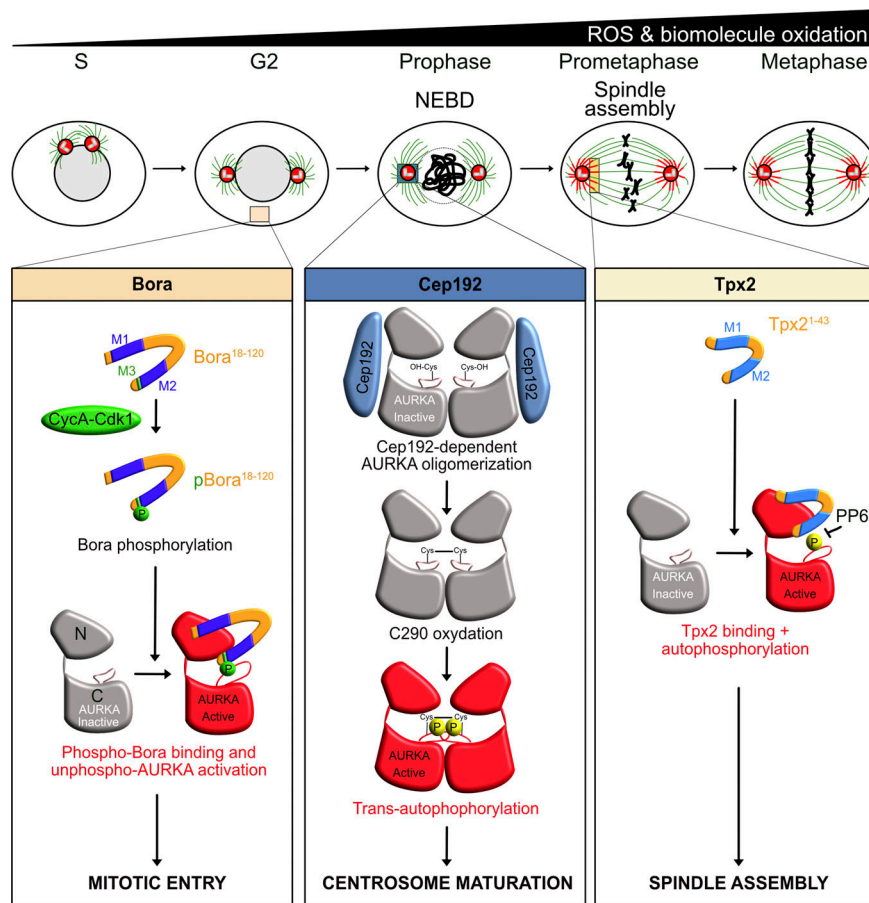 ROS & biomolecule oxidation
S
G2
Prophase
Prometaphase
Metaphase
NEBD
Spindle
assembly
Bora
M1
Bora18-120
M3
M2
CycA-Cdk1
pBora18-120
P
Bora phosphorylation
N
C
AURKA
Inactive
P
AURKA
Active
Phospho-Bora binding and
unphospho-AURKA activation
MITOTIC ENTRY
Cep192
Cep192
Cep192
OH-Cys
Cys-OH
AURKA
Inactive
Cep192-dependent
AURKA oligomerization
Cys
Cys
C290 oxydation
Cys
Cys
P
P
AURKA
Active
Trans-autophophorylation
CENTROSOME MATURATION
Tpx2
M1
Tpx21-43
M2
PP6
P
AURKA
Inactive
AURKA
Active
Tpx2 binding +
autophosphorylation
SPINDLE ASSEMBLY